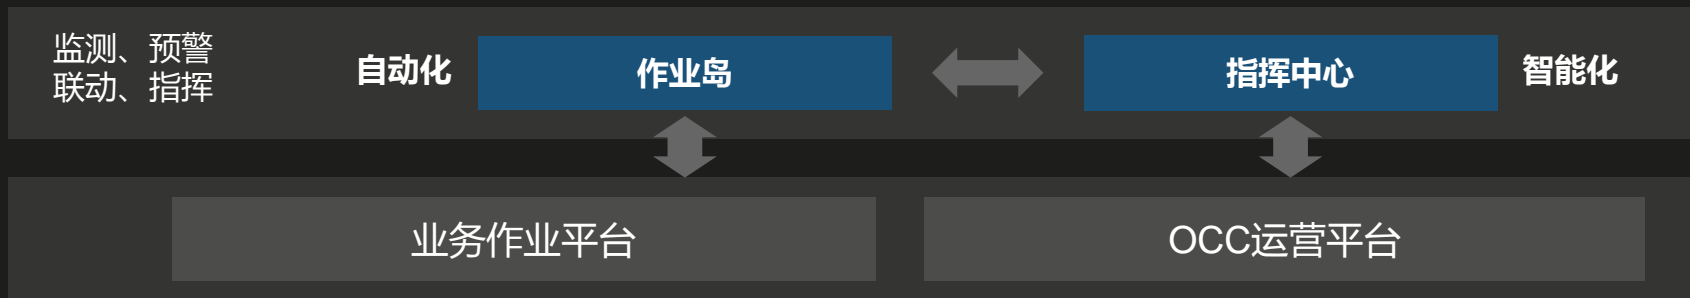 监测、预警
联动、指挥
自动化
作业岛
指挥中心
智能化
业务作业平台
OCC运营平台